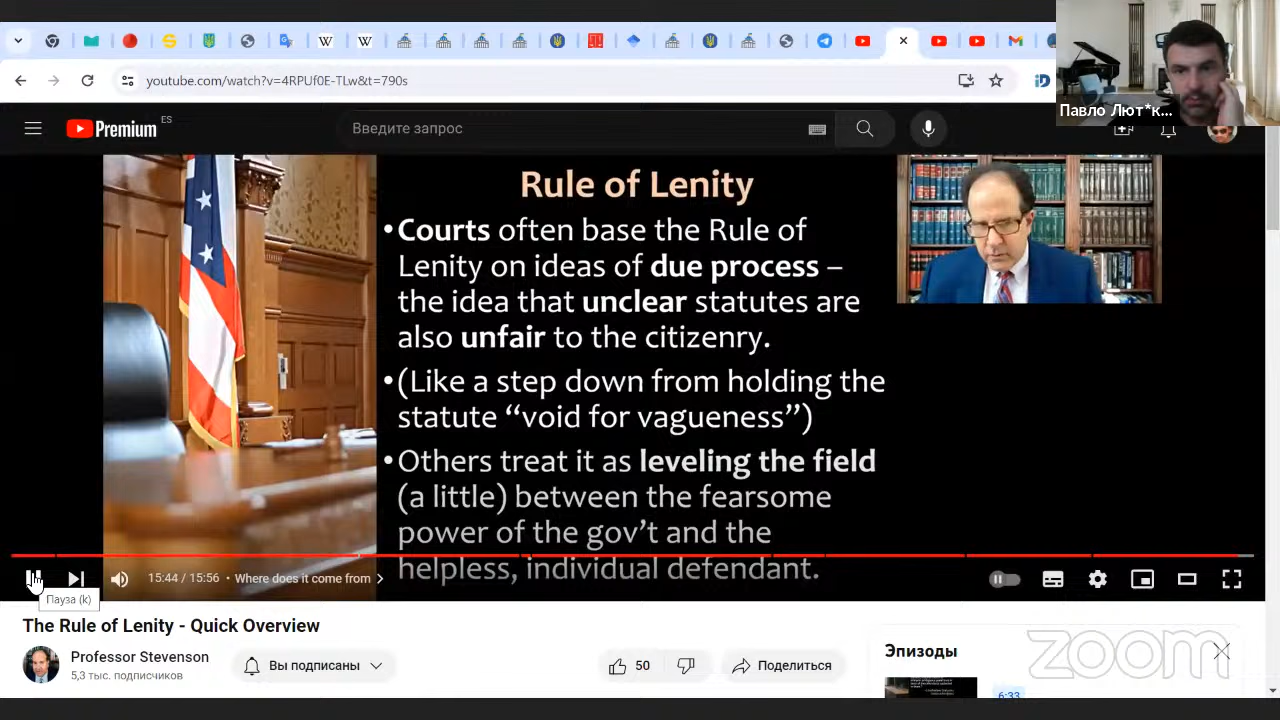 youtube.com/watch?v=4RPUf0E-TLw&t=790s
Павло Лют*к...
Premium
ES
Введите запрос
Rule of Lenity
•Courts often base the Rule of
Lenity on ideas of due process –
the idea that unclear statutes are
also unfair to the citizenry.
•(Like a step down from holding the
statute “void for vagueness”)
•Others treat it as leveling the field
(a little) between the fearsome
power of the gov’t and the
helpless, individual defendant.
15:44 / 15:56 • Where does it come from
Пауза (k)
The Rule of Lenity - Quick Overview
Professor Stevenson
5,3 тыс. подписчиков
Вы подписаны
50
Поделиться
Эпизоды
6:33
zoom